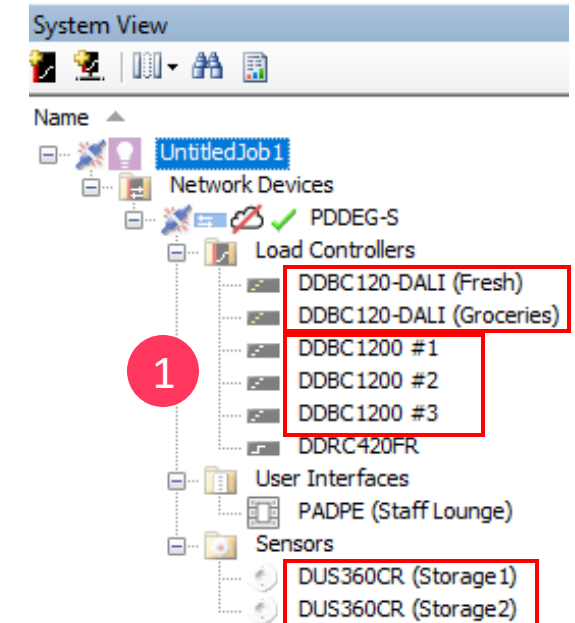 System View
Name
UntitledJob1
Network Devices
PDDEG-S
Load Controllers
DDBC120-DALI (Fresh)
DDBC120-DALI (Groceries)
DDBC1200 #1
1
DDBC1200 #2
DDBC1200 #3
DDRC420FR
User Interfaces
PADPE (Staff Lounge)
Sensors
DUS360CR (Storage1)
DUS360CR (Storage2)